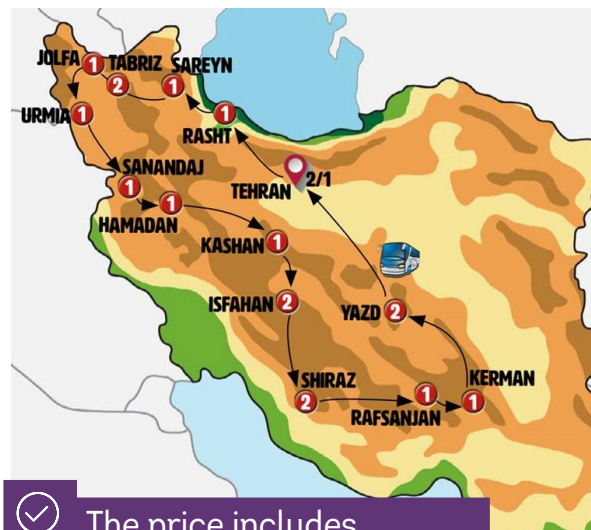 JOLFA
1
TABRIZ
2
SAREYN
1
URMIA
1
RASHT
1
SANANDAJ
1
TEHRAN
2/1
HAMADAN
1
KASHAN
1
ISFAHAN
2
YAZD
2
SHIRAZ
2
RAFSANJAN
1
KERMAN
1
The price includes